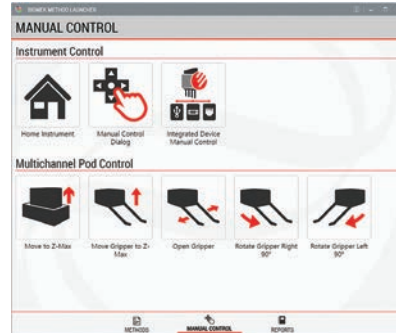 BIOMEK METHOD LAUNCHER
MANUAL CONTROL
Instrument Control
Home Instrument
Manual Control
Dialog
Integrated Device
Manual Control
Multichannel Pod Control
Move to Z-Max
Move Gripper to Z-
Max
Open Gripper
Rotate Gripper Right
90°
Rotate Gripper Left
90°
METHODS
MANUAL CONTROL
REPORTS